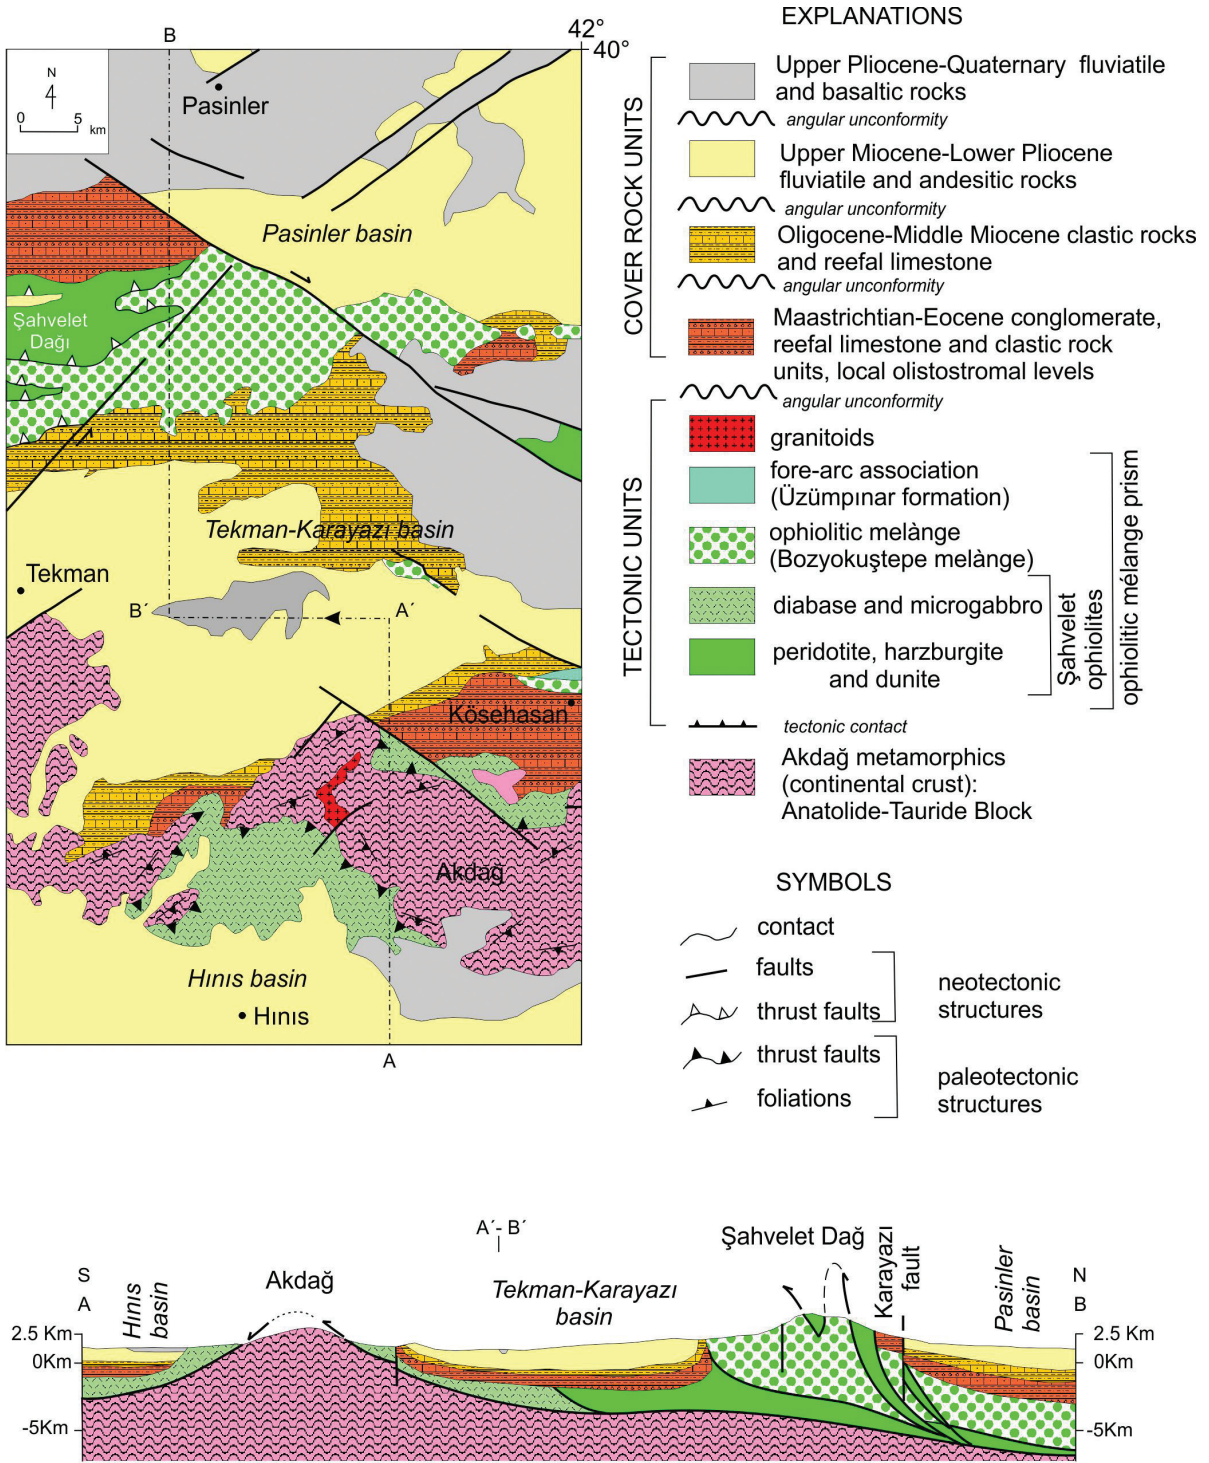 B
42°
40°
N
0 5
km
Pasinler
Pasinler basin
Şahvelet
Dağı
Tekman-Karayazı basin
Tekman
B´
A´
Kösehasan
Akdağ
Hınıs basin
Hınıs
A
EXPLANATIONS
COVER ROCK UNITS
Upper Pliocene-Quaternary fluviatile
and basaltic rocks
angular unconformity
Upper Miocene-Lower Pliocene
fluviatile and andesitic rocks
angular unconformity
Oligocene-Middle Miocene clastic rocks
and reefal limestone
angular unconformity
Maastrichtian-Eocene conglomerate,
reefal limestone and clastic rock
units, local olistostromal levels
angular unconformity
TECTONIC UNITS
granitoids
fore-arc association
(Üzümpınar formation)
ophiolitic melànge
(Bozyokuştepe melànge)
diabase and microgabbro
peridotite, harzburgite
and dunite
Şahvelet
ophiolites
ophiolitic mélange prism
tectonic contact
Akdağ metamorphics
(continental crust):
Anatolide-Tauride Block
SYMBOLS
contact
faults
thrust faults
neotectonic
structures
thrust faults
foliations
paleotectonic
structures
S
A
Hınıs
basin
Akdağ
A´- B´
Tekman-Karayazı
basin
Şahvelet Dağ
Karayazı
fault
Pasinler
basin
N
B
2.5 Km
0Km
-5Km
2.5 Km
0Km
-5Km